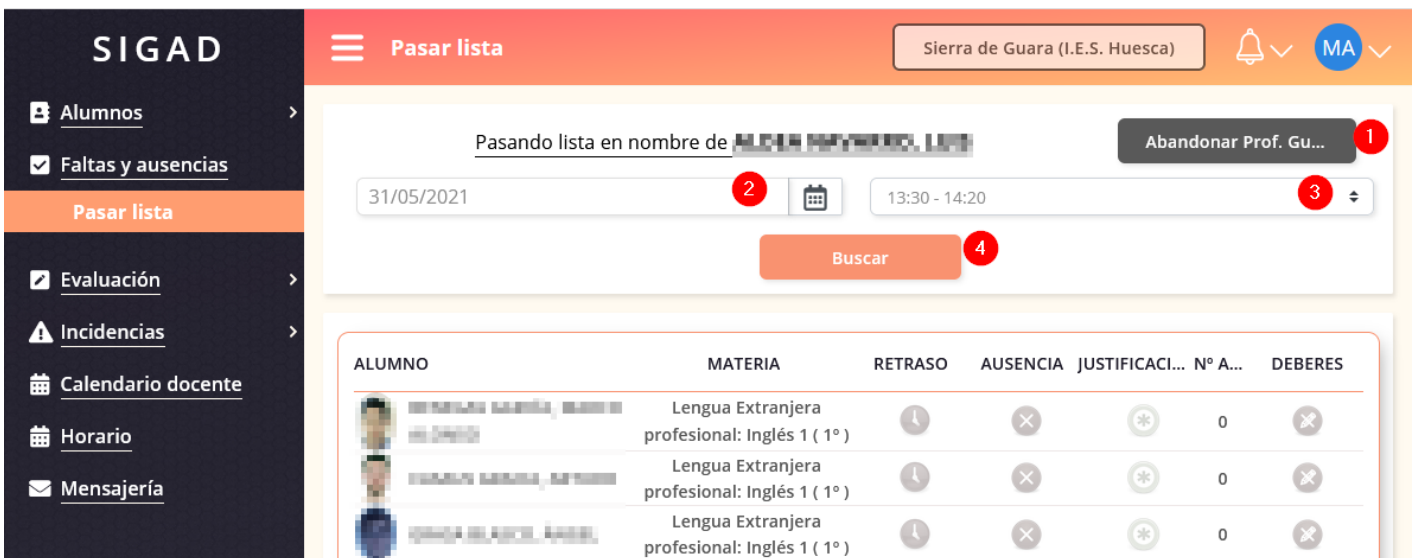 SIGAD
Pasar lista
Sierra de Guara (I.E.S. Huesca)
MA
Alumnos
Faltas y ausencias
Pasar lista
Evaluación
Incidencias
Calendario docente
Horario
Mensajería
Pasando lista en nombre de
Abandonar Prof. Gu...
1
31/05/2021
2
13:30 - 14:20
3
Buscar
4
ALUMNO MATERIA RETRASO AUSENCIA JUSTIFICACI... Nº A... DEBERES
Lengua Extranjera
profesional: Inglés 1 ( 1º )
0
Lengua Extranjera
profesional: Inglés 1 ( 1º )
0
Lengua Extranjera
profesional: Inglés 1 ( 1º )
0